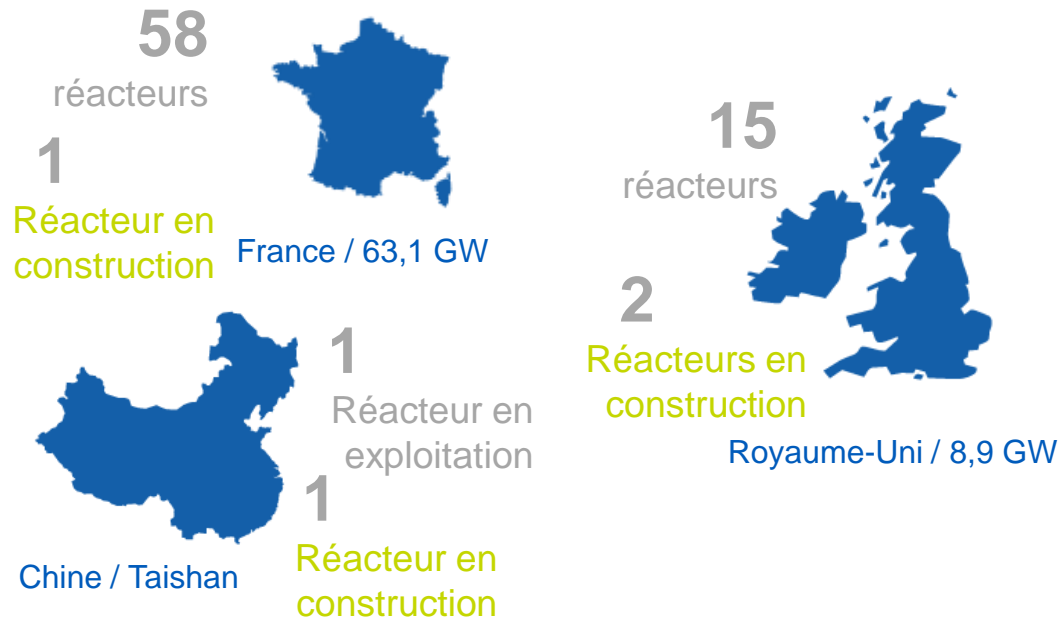 58
réacteurs
1
Réacteur en
construction
France / 63,1 GW
15
réacteurs
2
Réacteurs en
construction
Royaume-Uni / 8,9 GW
1
Réacteur en
exploitation
1
Réacteur en
construction
Chine / Taishan